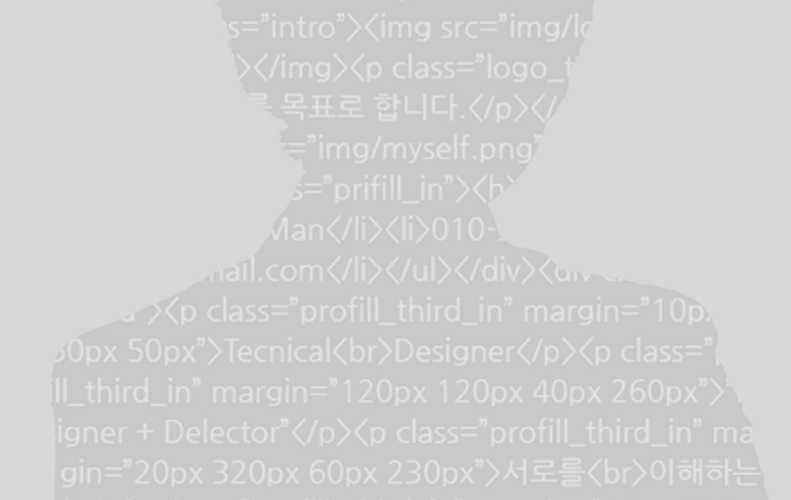 s="intro"><img src="img/lo
"></img><p class="logo_t
를 목표로 합니다.</p></
="img/myself.png"
s="prifill_in"><h
Man</li><li>010-
mail.com</li></ul></div><div c
"><p class="profill_third_in" margin="10p
50px">Tecnical<br>Designer</p><p class="
ill_third_in" margin="120px 120px 40px 260px">
igner + Delector"</p><p class="profill_third_in" ma
gin="20px 320px 60px 230px">서로를<br>이해하는